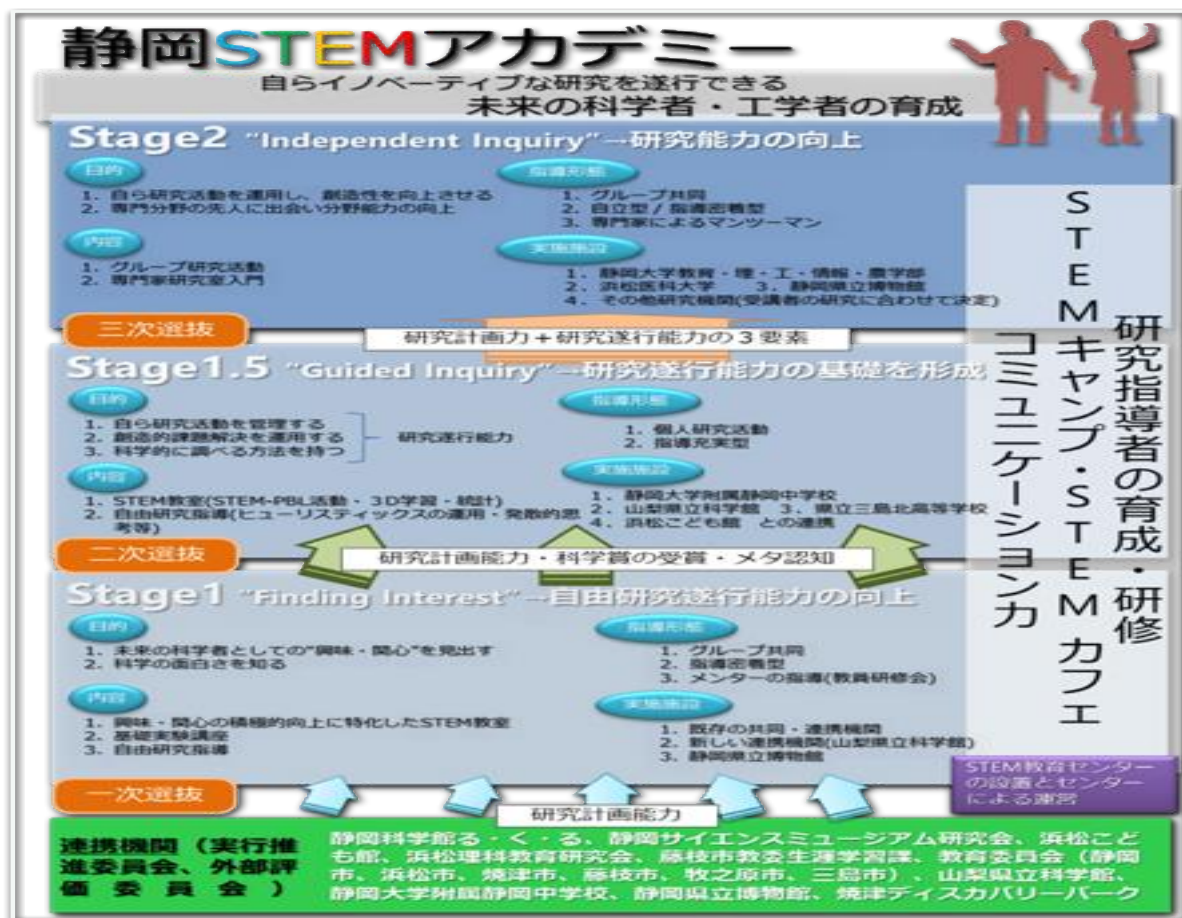 静岡STEMアカデミー
自らイノベーティブな研究を遂行できる
未来の科学者・工学者の育成
Stage2 "Independent Inquiry"→研究能力の向上
目的
1. 自ら研究活動を運用し、創造性を向上させる
2. 専門分野の先人に出会い分野能力の向上
指導形態
1. グループ共同
2. 自立型/指導密着型
3. 専門家によるマンツーマン
内容
1. グループ研究活動
2. 専門家研究室入門
実施施設
1. 静岡大学教育・理・工・情報・農学部
2. 浜松医科大学 3. 静岡県立博物館
4. その他研究機関(受講者の研究に合わせて決定)
三次選抜
研究計画力+研究遂行能力の3要素
Stage1.5 "Guided Inquiry"→研究遂行能力の基礎を形成
目的
1. 自ら研究活動を管理する
2. 創造的課題解決を運用する
3. 科学的に調べる方法を持つ
研究遂行能力
指導形態
1. 個人研究活動
2. 指導充実型
内容
1. STEM教室(STEM-PBL活動・3D学習・統計)
2. 自由研究指導(ヒューリスティックスの運用・発散的思
考等)
実施施設
1. 静岡大学附属静岡中学校
2. 山梨県立科学館 3. 県立三島北高等学校
4. 浜松こども館 との連携
二次選抜
研究計画能力・科学賞の受賞・メタ認知
Stage1 "Finding Interest"→自由研究遂行能力の向上
目的
1. 未来の科学者としての"興味・関心"を見出す
2. 科学の面白さを知る
指導形態
1. グループ共同
2. 指導密着型
3. メンターの指導(教員研修会)
内容
1. 興味・関心の積極的向上に特化したSTEM教室
2. 基礎実験講座
3. 自由研究指導
実施施設
1. 既存の共同・連携機関
2. 新しい連携機関(山梨県立科学館)
3. 静岡県立博物館
一次選抜
研究計画能力
研究指導者の育成・研修
STEMキャンプ・STEMカフェ
コミュニケーション力
STEM教育センター
の設置とセンター
による運営
連携機関(実行推
進委員会、外部評
価委員会)
静岡科学館る・く・る、静岡サイエンスミュージアム研究会、浜松こど
も館、浜松理科教育研究会、藤枝市教委生涯学習課、教育委員会(静岡
市、浜松市、焼津市、藤枝市、牧之原市、三島市)、山梨県立科学館、
静岡大学附属静岡中学校、静岡県立博物館、焼津ディスカバリーパーク